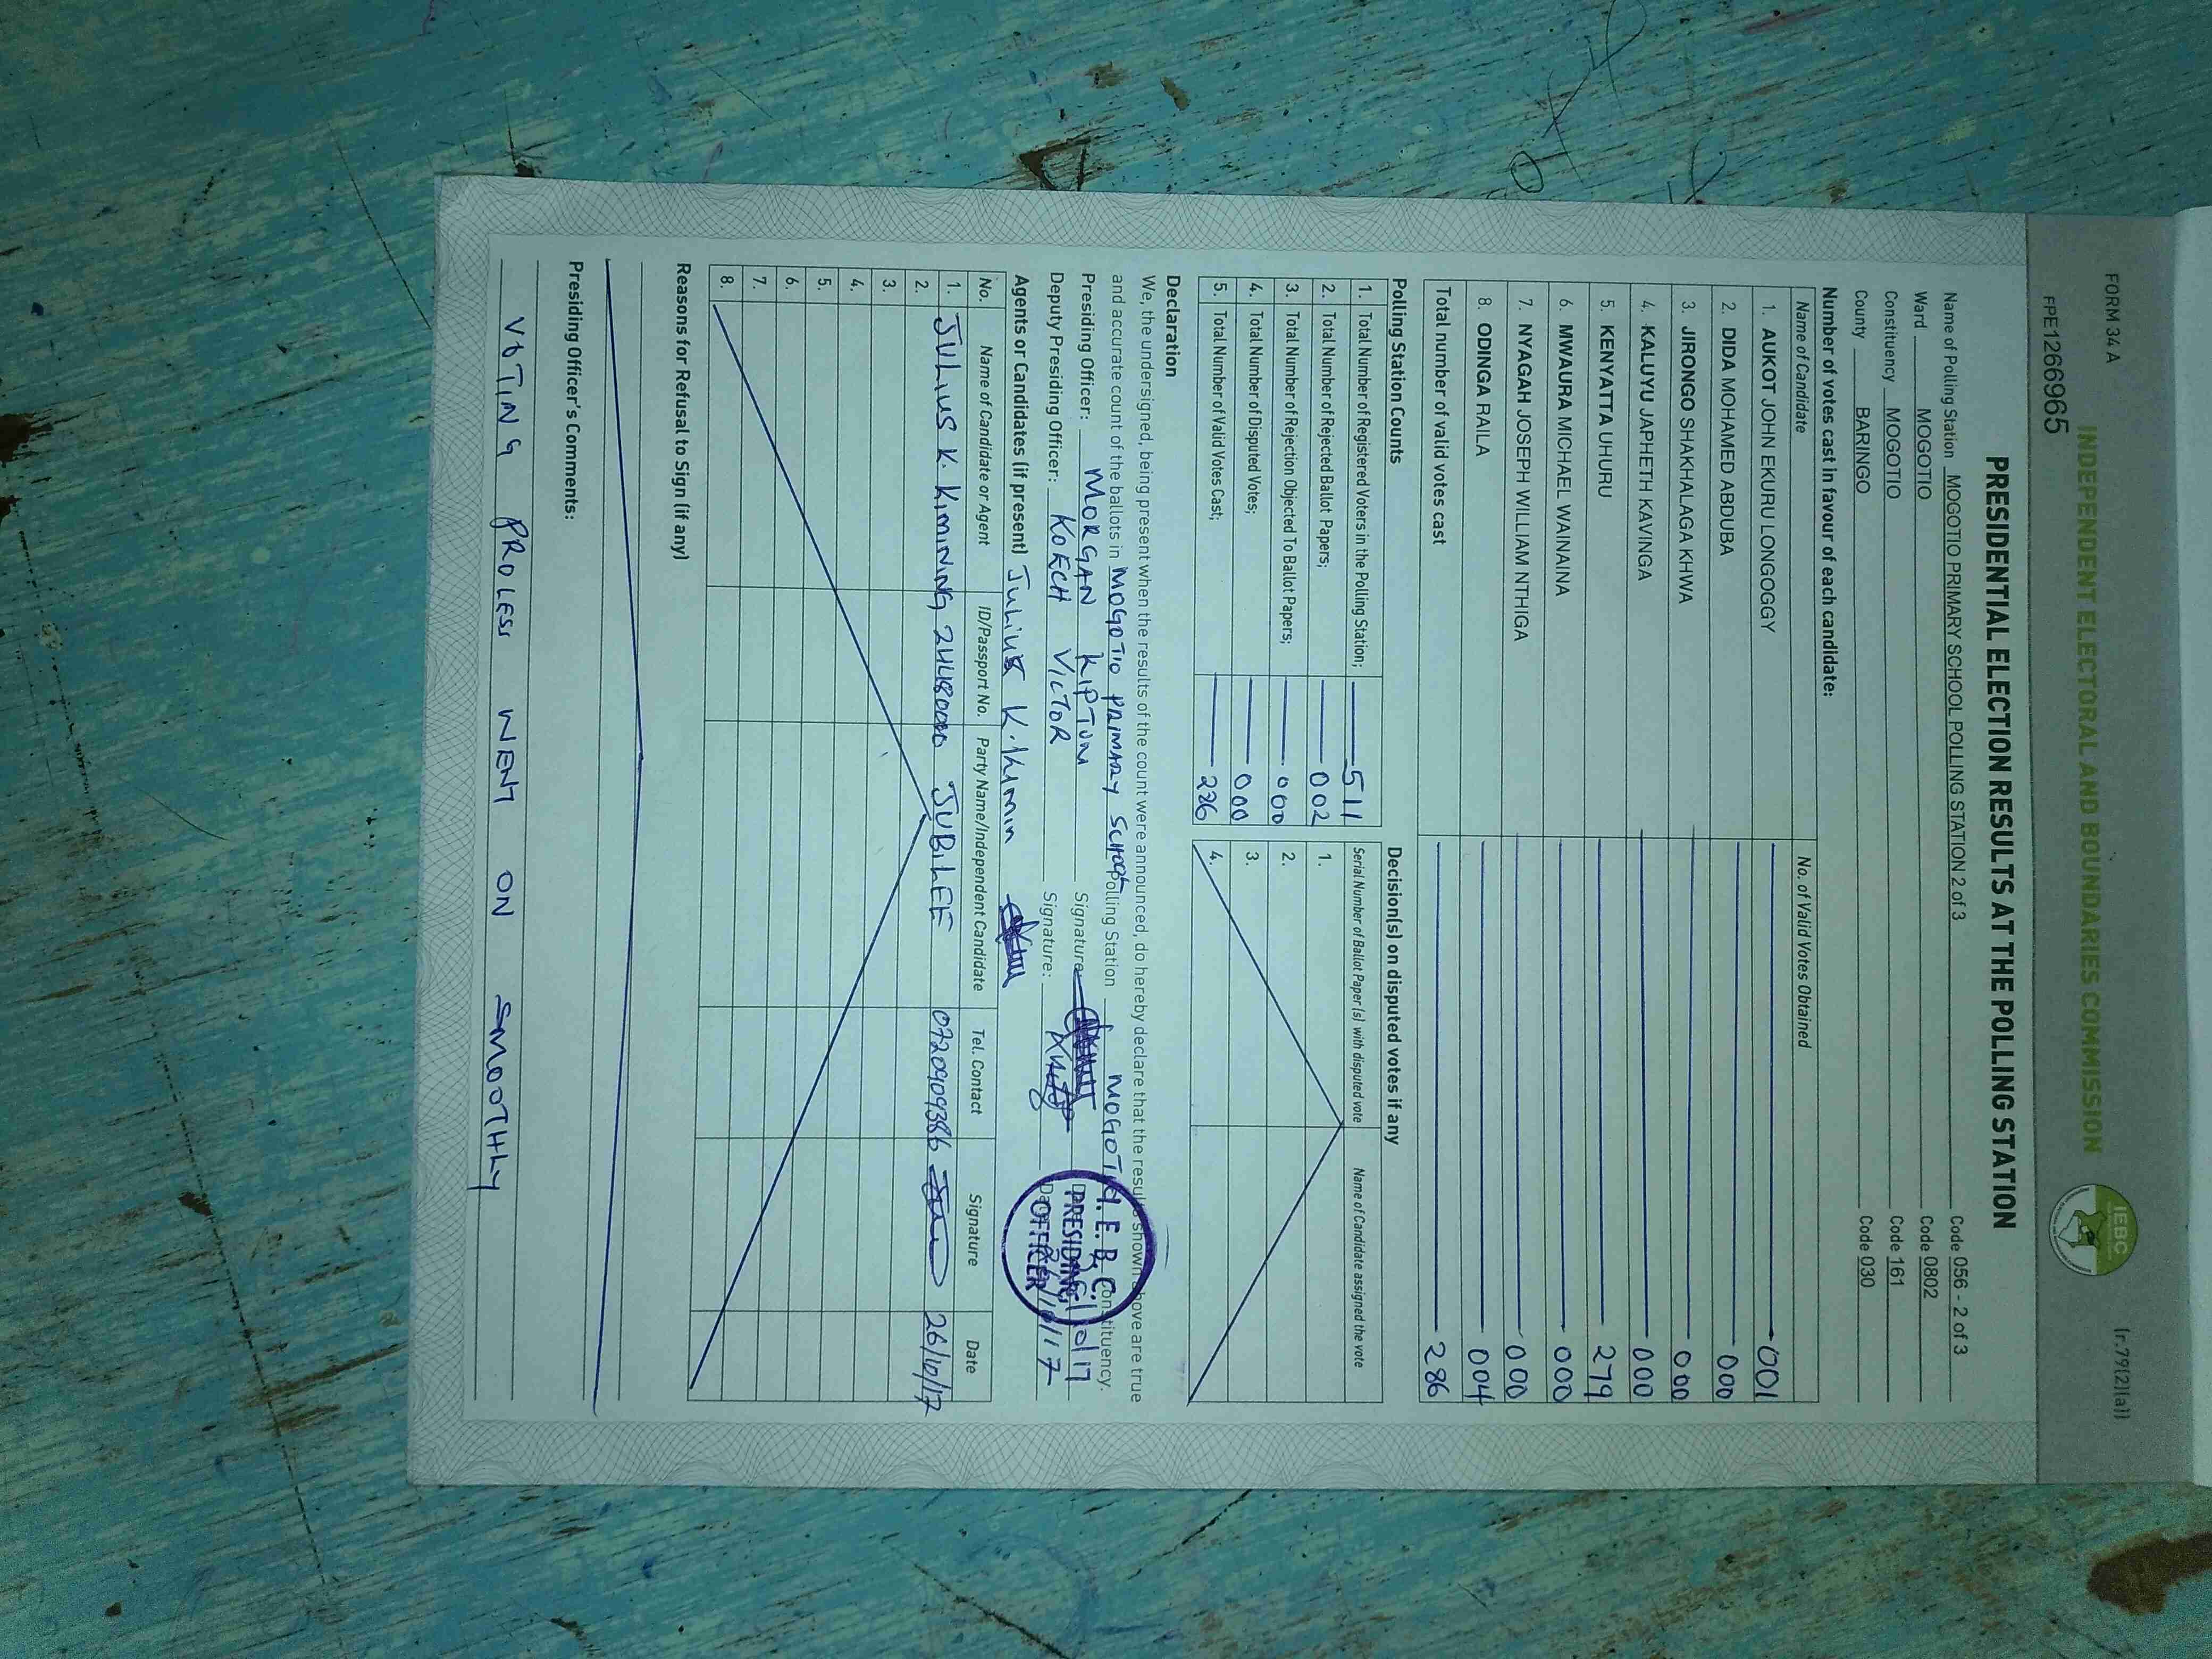 FORM 34 A
(r.79(2)(a))
INDEPENDENT ELECTORAL AND BOUNDARIES COMMISSION
IEBC
FPE1266965
PRESIDENTIAL ELECTION RESULTS AT THE POLLING STATION
Name of Polling Station MOGOTIO PRIMARY SCHOOL POLLING STATION 2 of 3 Code 056 - 2 of 3
Ward MOGOTIO Code 0802
Constituency MOGOTIO Code 161
County BARINGO Code 030
Number of votes cast in favour of each candidate:
Name of Candidate No. of Valid Votes Obtained
1. AUKOT JOHN EKURU LONGOGGY 001
2. DIDA MOHAMED ABDUBA 000
3. JIRONGO SHAKHALAGA KHWA 000
4. KALUYU JAPHETH KAVINGA 000
5. KENYATTA UHURU 279
6. MWAURA MICHAEL WAINAINA 000
7. NYAGAH JOSEPH WILLIAM NTHIGA 000
8. ODINGA RAILA 004
Total number of valid votes cast 286
Polling Station Counts
1. Total Number of Registered Voters in the Polling Station; 511
2. Total Number of Rejected Ballot Papers; 002
3. Total Number of Rejection Objected To Ballot Papers; 000
4. Total Number of Disputed Votes; 000
5. Total Number of Valid Votes Cast; 286
Decision(s) on disputed votes if any
Serial Number of Ballot Paper(s) with disputed vote Name of Candidate assigned the vote
1.
2.
3.
4.
Declaration
We, the undersigned, being present when the results of the count were announced, do hereby declare that the results shown above are true
and accurate count of the ballots in MOGOTIO PRIMARY SCHOOL Polling Station MOGOTIO Constituency.
Presiding Officer: MORGAN KIPTUM Signature:
Deputy Presiding Officer: KOECH VICTOR Signature:
I.E.B.C.
PRESIDING
OFFICER
Agents or Candidates (if present) Julius K.
No. Name of Candidate or Agent ID/Passport No. Party Name/Independent Candidate Tel. Contact Signature Date
1. JULIUS K. KIMINING JUBILEE 0720909386 26/10/17
2.
3.
4.
5.
6.
7.
8.
Reasons for Refusal to Sign (if any)
Presiding Officer's Comments:
VOTING PROLESS WENT ON SMOOTHLY